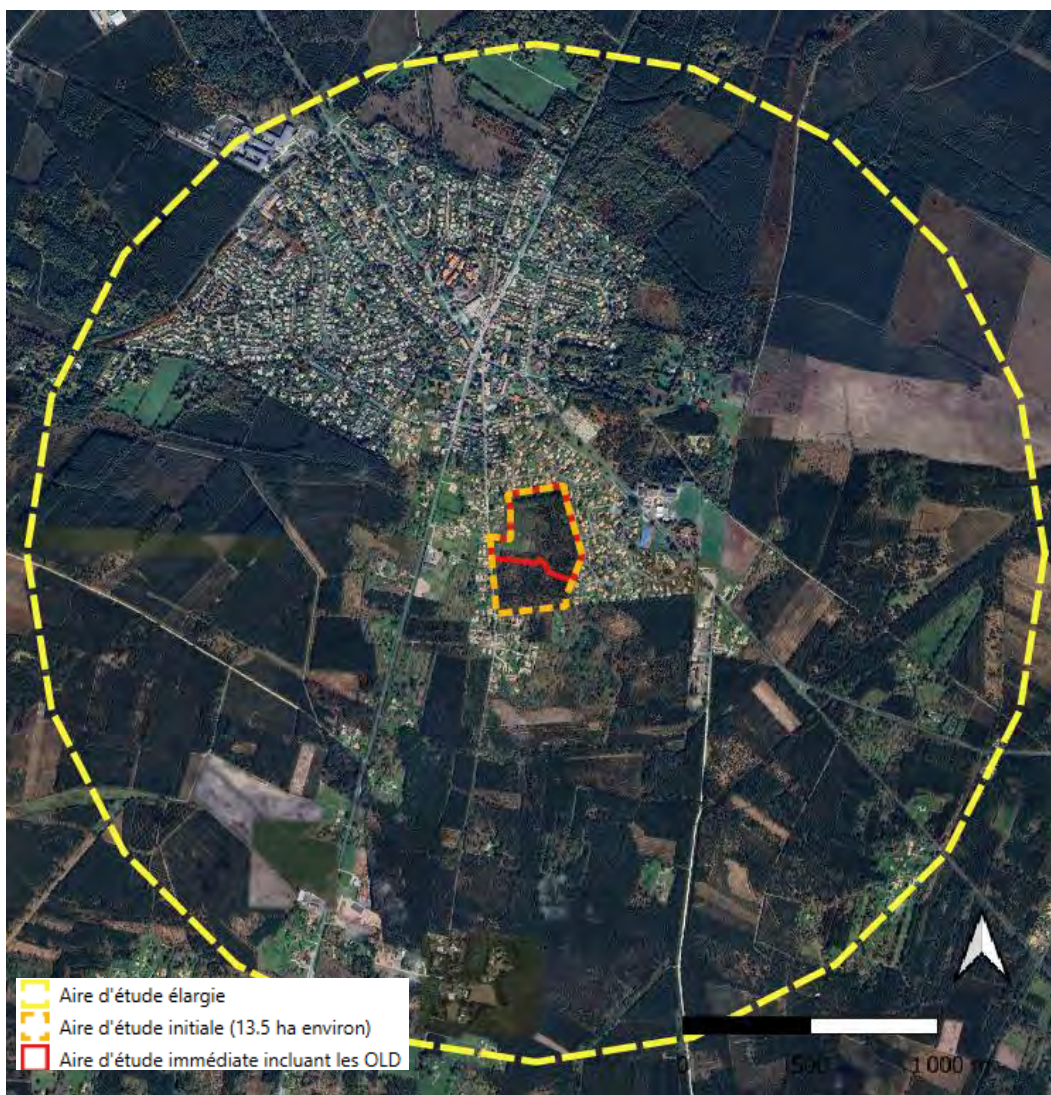 Aire d'étude élargie
Aire d'étude initiale (13.5 ha environ)
Aire d'étude immédiate incluant les OLD
0 500 1 000 m